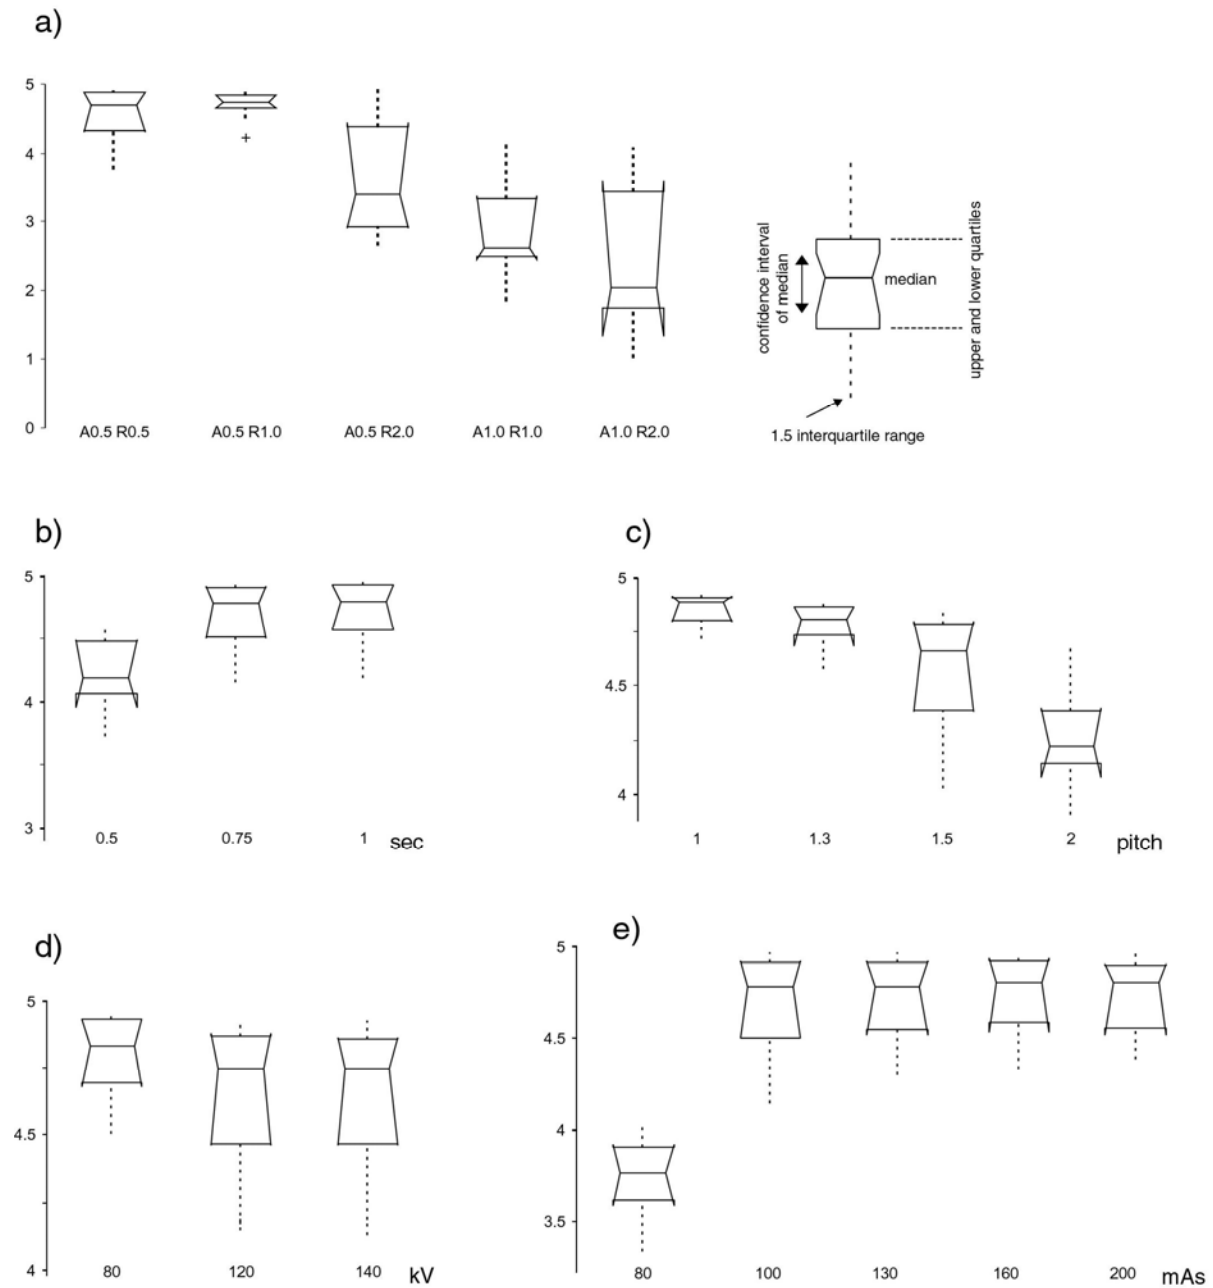 a)
5
4
3
2
1
0
A0.5 R0.5
A0.5 R1.0
A0.5 R2.0
A1.0 R1.0
A1.0 R2.0
confidence interval
of median
median
upper and lower quartiles
1.5 interquartile range
b)
5
4
3
0.5
0.75
1
sec
c)
5
4.5
4
1
1.3
1.5
2
pitch
d)
5
4.5
4
80
120
140
kV
e)
5
4.5
4
3.5
80
100
130
160
200
mAs